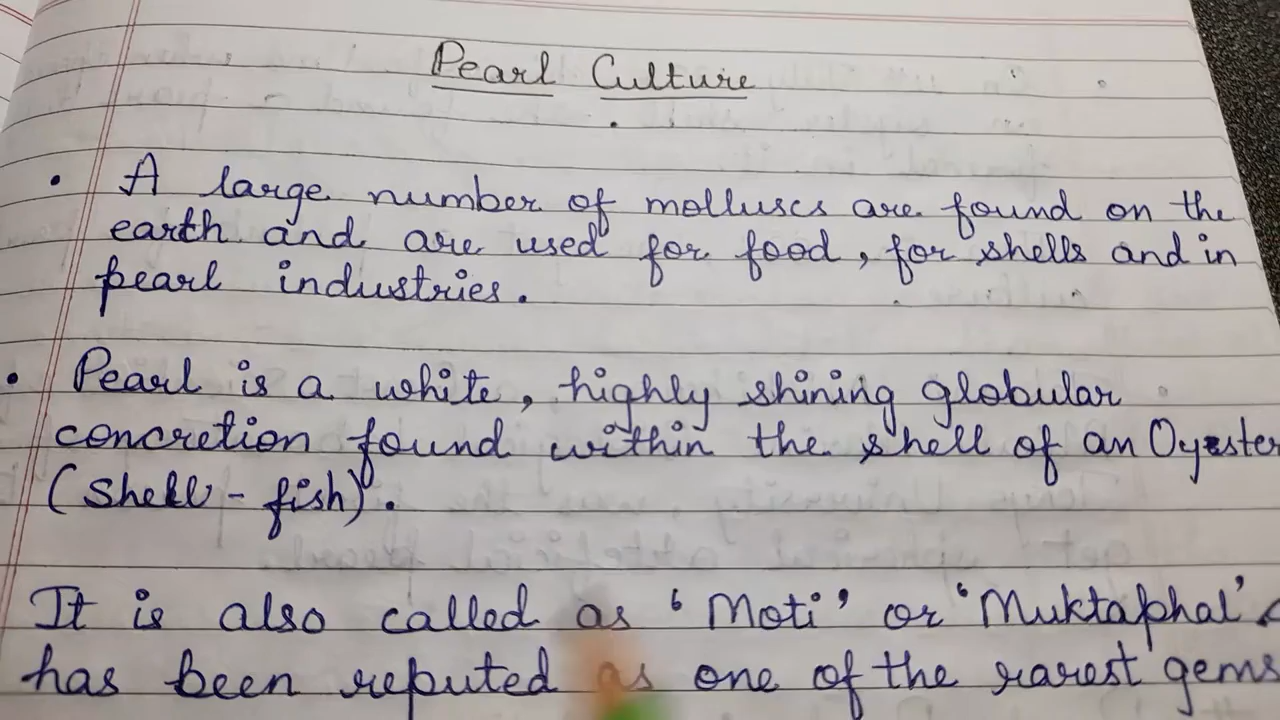 Pearl Culture
• A large number of molluscs are found on the
earth and are used for food, for shells and in
pearl industries.
• Pearl is a white, highly shining globular
concretion found within the shell of an Oyester
(Shell-fish).
It is also called as 'Moti' or 'Muktaphal'
has been reputed as one of the rarest gems